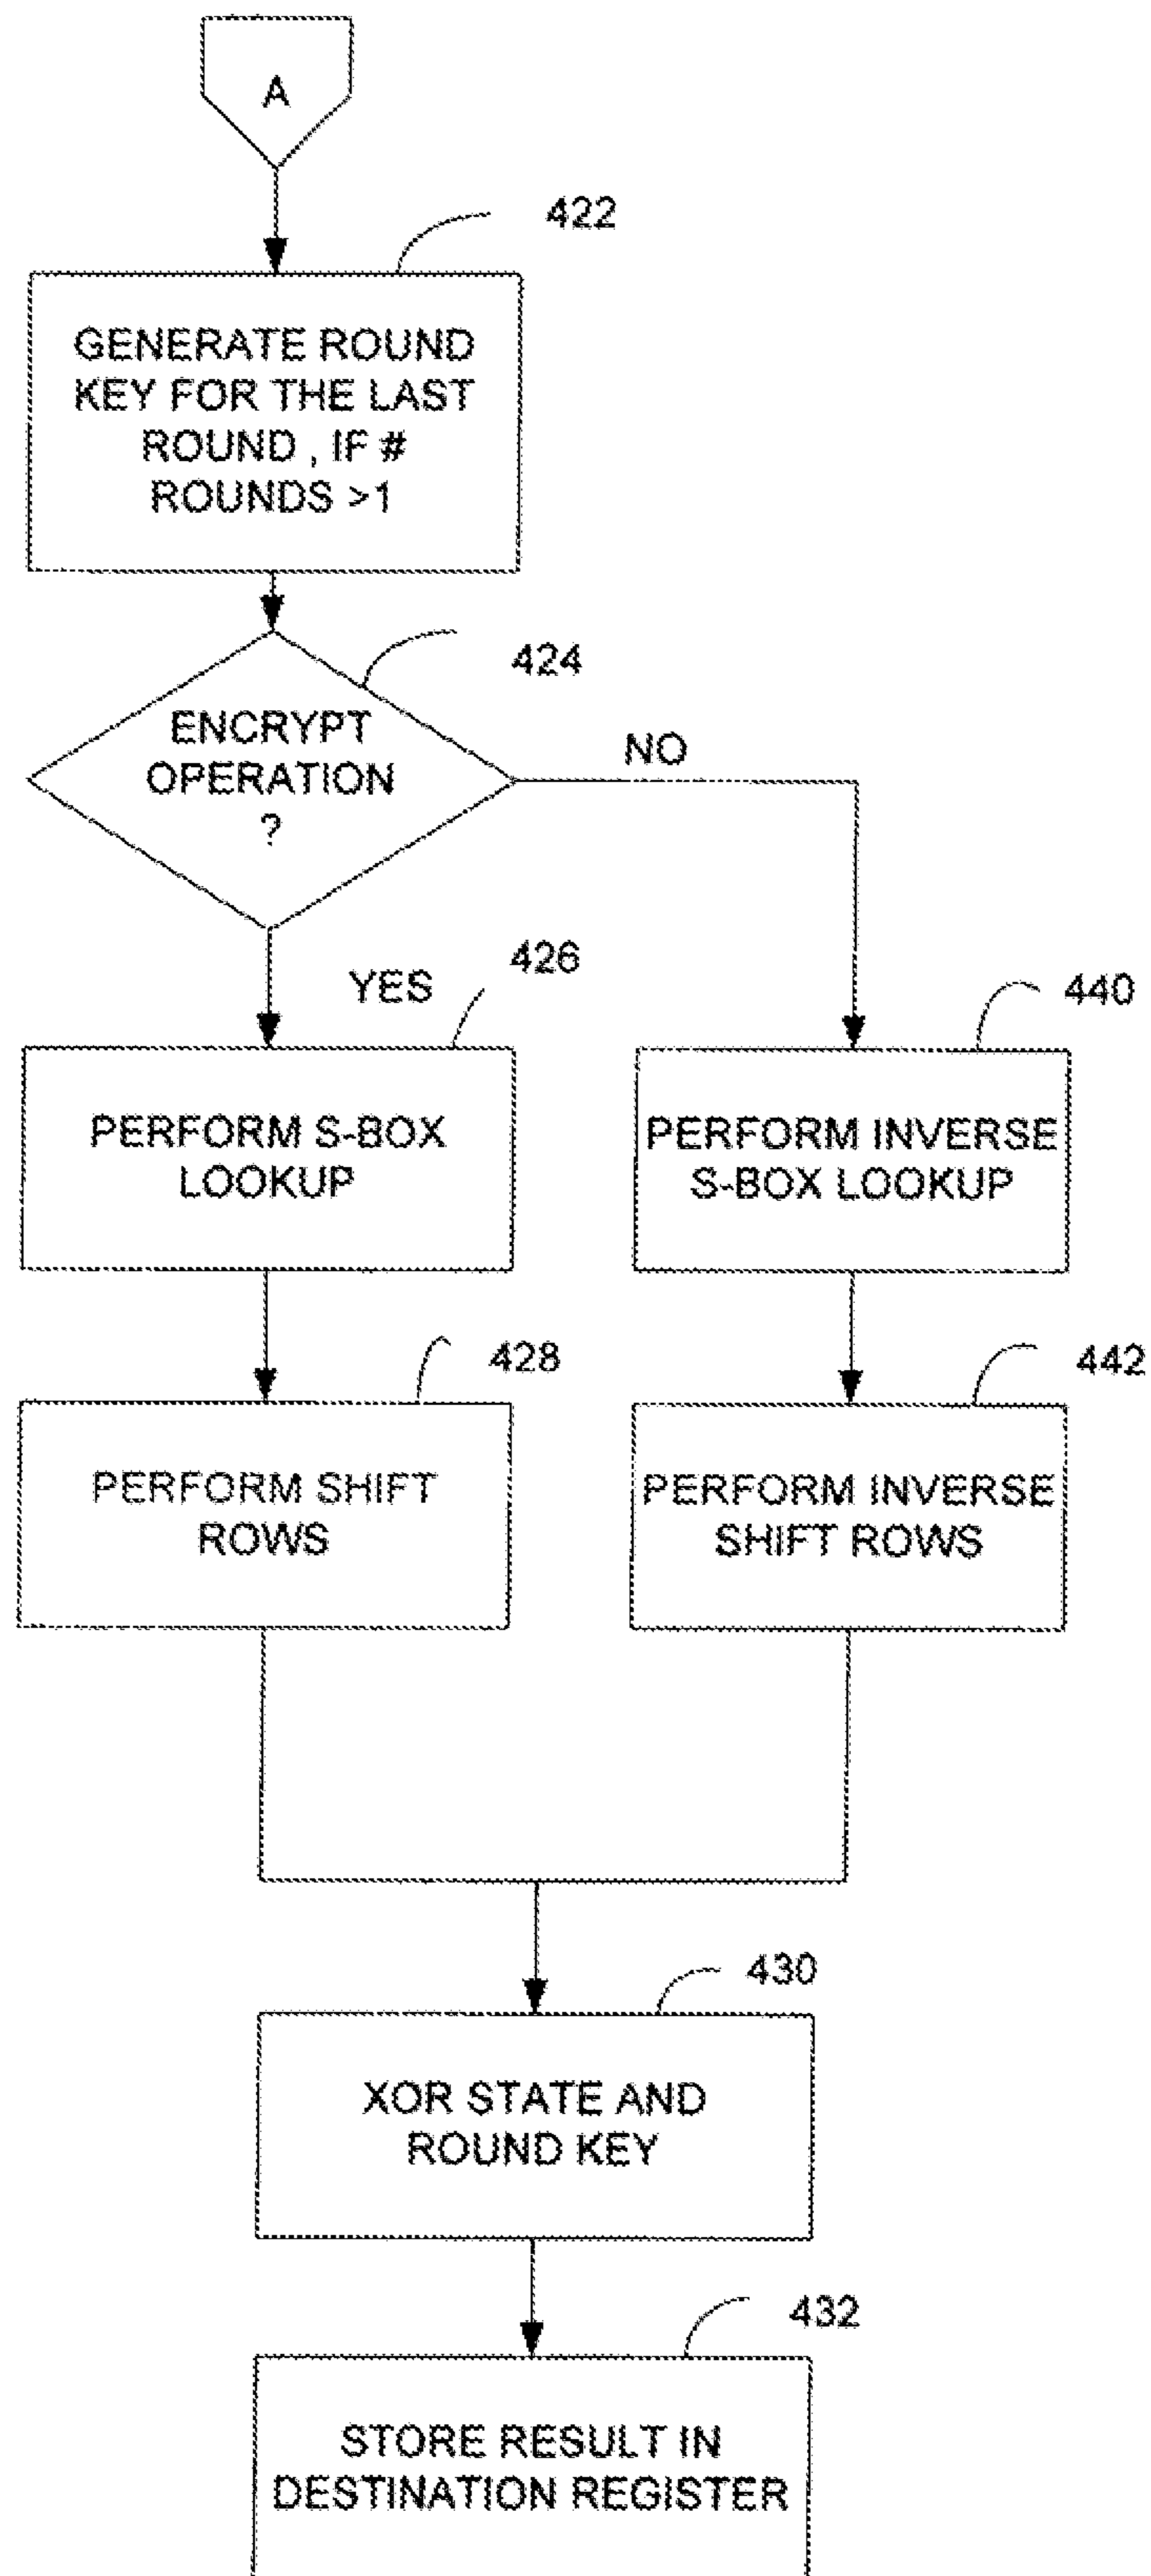 A
422
GENERATE ROUND
KEY FOR THE LAST
ROUND , IF #
ROUNDS >1
424
ENCRYPT
OPERATION
?
NO
YES
426
440
PERFORM S-BOX
LOOKUP
PERFORM INVERSE
S-BOX LOOKUP
428
442
PERFORM SHIFT
ROWS
PERFORM INVERSE
SHIFT ROWS
430
XOR STATE AND
ROUND KEY
432
STORE RESULT IN
DESTINATION REGISTER